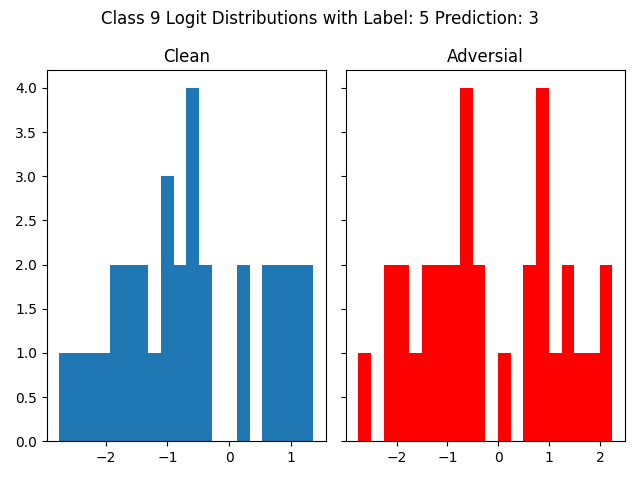 Class 9 Logit Distributions with Label: 5 Prediction: 3
Clean
Adversial
4.0
3.5
3.0
2.5
2.0
1.5
1.0
0.5
0.0
−2 −1 0 1
−2 −1 0 1 2